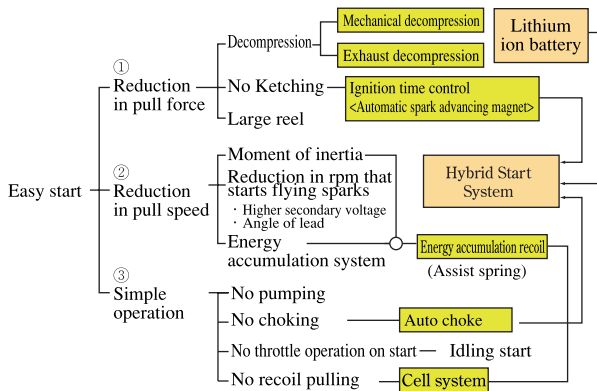 Easy start
①
Reduction
in pull force
Decompression
Mechanical decompression
Exhaust decompression
No Ketching
Ignition time control
<Automatic spark advancing magnet>
Large reel
②
Reduction
in pull speed
Moment of inertia
Reduction in rpm that
starts flying sparks
· Higher secondary voltage
· Angle of lead
Energy
accumulation system
Energy accumulation recoil
(Assist spring)
③
Simple
operation
No pumping
No choking
Auto choke
No throttle operation on start
Idling start
No recoil pulling
Cell system
Lithium
ion battery
Hybrid Start
System